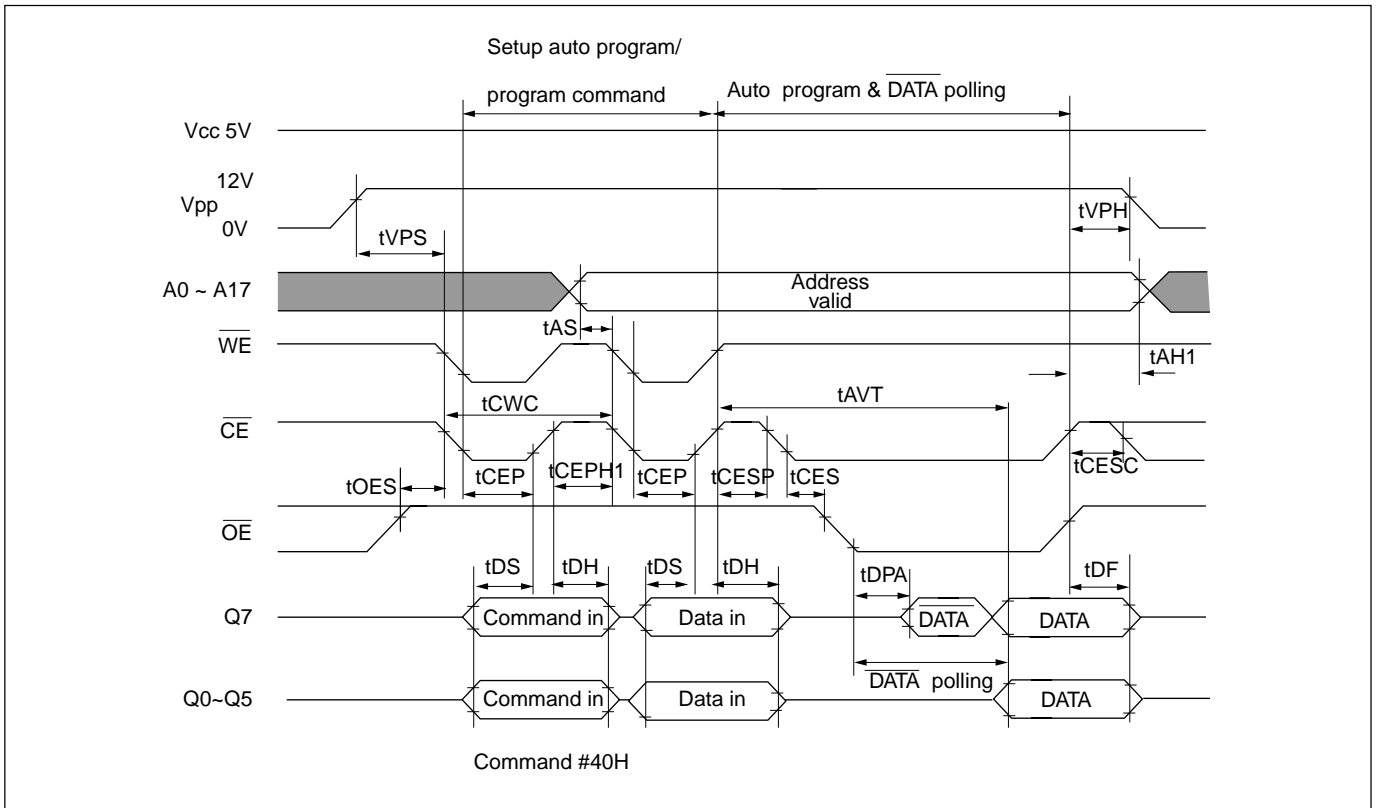 Setup auto program/
program command
Auto program & DATA polling
Vcc 5V
12V
Vpp
0V
tVPS
tVPH
A0 ~ A17
Address
valid
tAS
WE
tAH1
tCWC
tAVT
CE
tCEP
tCEPH1
tCEP
tCESP
tCES
tCESC
tOES
OE
tDS
tDH
tDS
tDH
tDPA
tDF
Q7
Command in
Data in
DATA
DATA
DATA polling
Q0~Q5
Command in
Data in
DATA
Command #40H